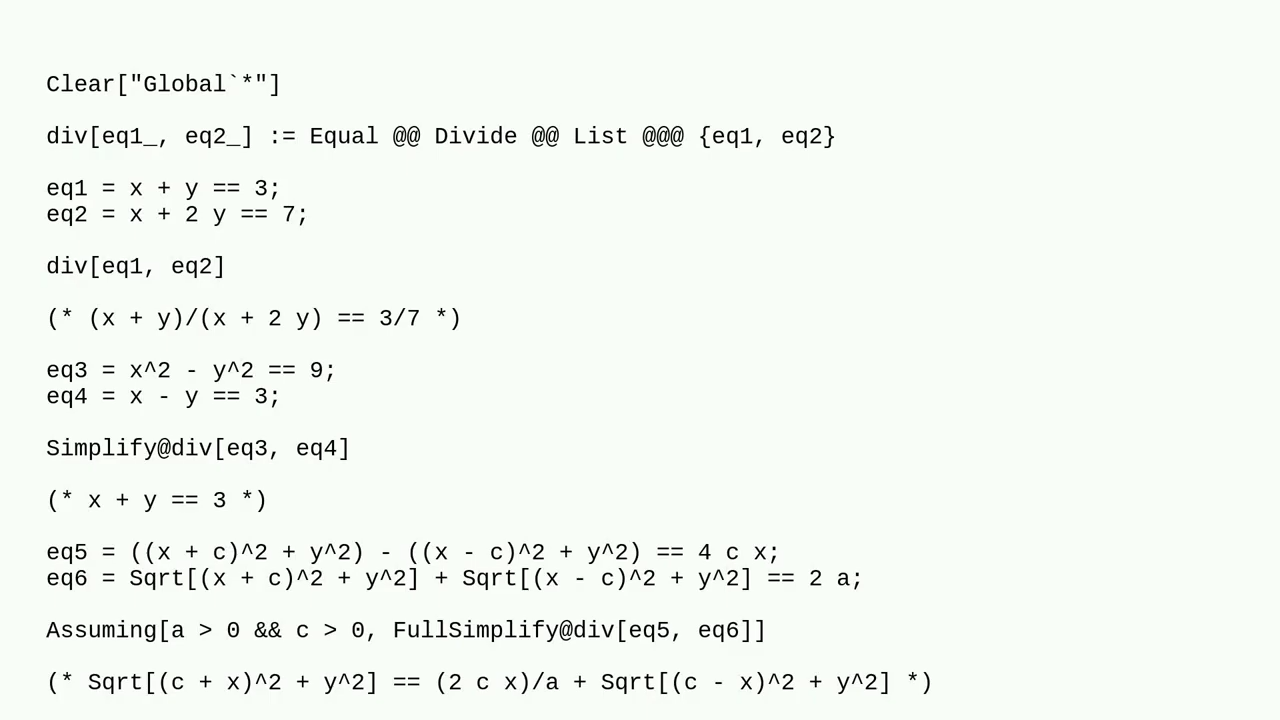 Clear["Global`*"]
div[eq1_, eq2_] := Equal @@ Divide @@ List @@@ {eq1, eq2}
eq1 = x + y == 3;
eq2 = x + 2 y == 7;
div[eq1, eq2]
(* (x + y)/(x + 2 y) == 3/7 *)
eq3 = x^2 - y^2 == 9;
eq4 = x - y == 3;
Simplify@div[eq3, eq4]
(* x + y == 3 *)
eq5 = ((x + c)^2 + y^2) - ((x - c)^2 + y^2) == 4 c x;
eq6 = Sqrt[(x + c)^2 + y^2] + Sqrt[(x - c)^2 + y^2] == 2 a;
Assuming[a > 0 && c > 0, FullSimplify@div[eq5, eq6]]
(* Sqrt[(c + x)^2 + y^2] == (2 c x)/a + Sqrt[(c - x)^2 + y^2] *)